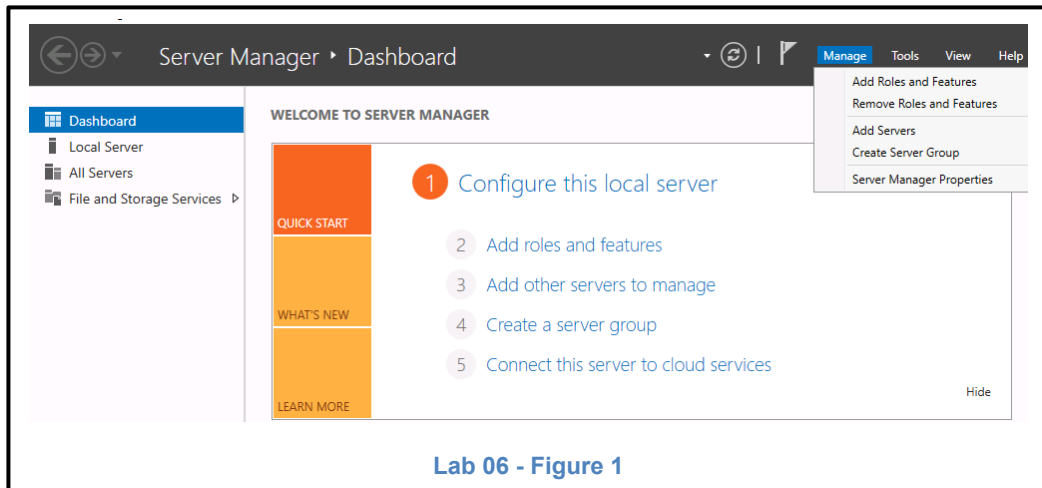 Server Manager ‣ Dashboard
Manage Tools View Help
Add Roles and Features
Remove Roles and Features
Add Servers
Create Server Group
Server Manager Properties
Dashboard
Local Server
All Servers
File and Storage Services
WELCOME TO SERVER MANAGER
QUICK START
WHAT'S NEW
LEARN MORE
1 Configure this local server
2 Add roles and features
3 Add other servers to manage
4 Create a server group
5 Connect this server to cloud services
Hide
Lab 06 - Figure 1